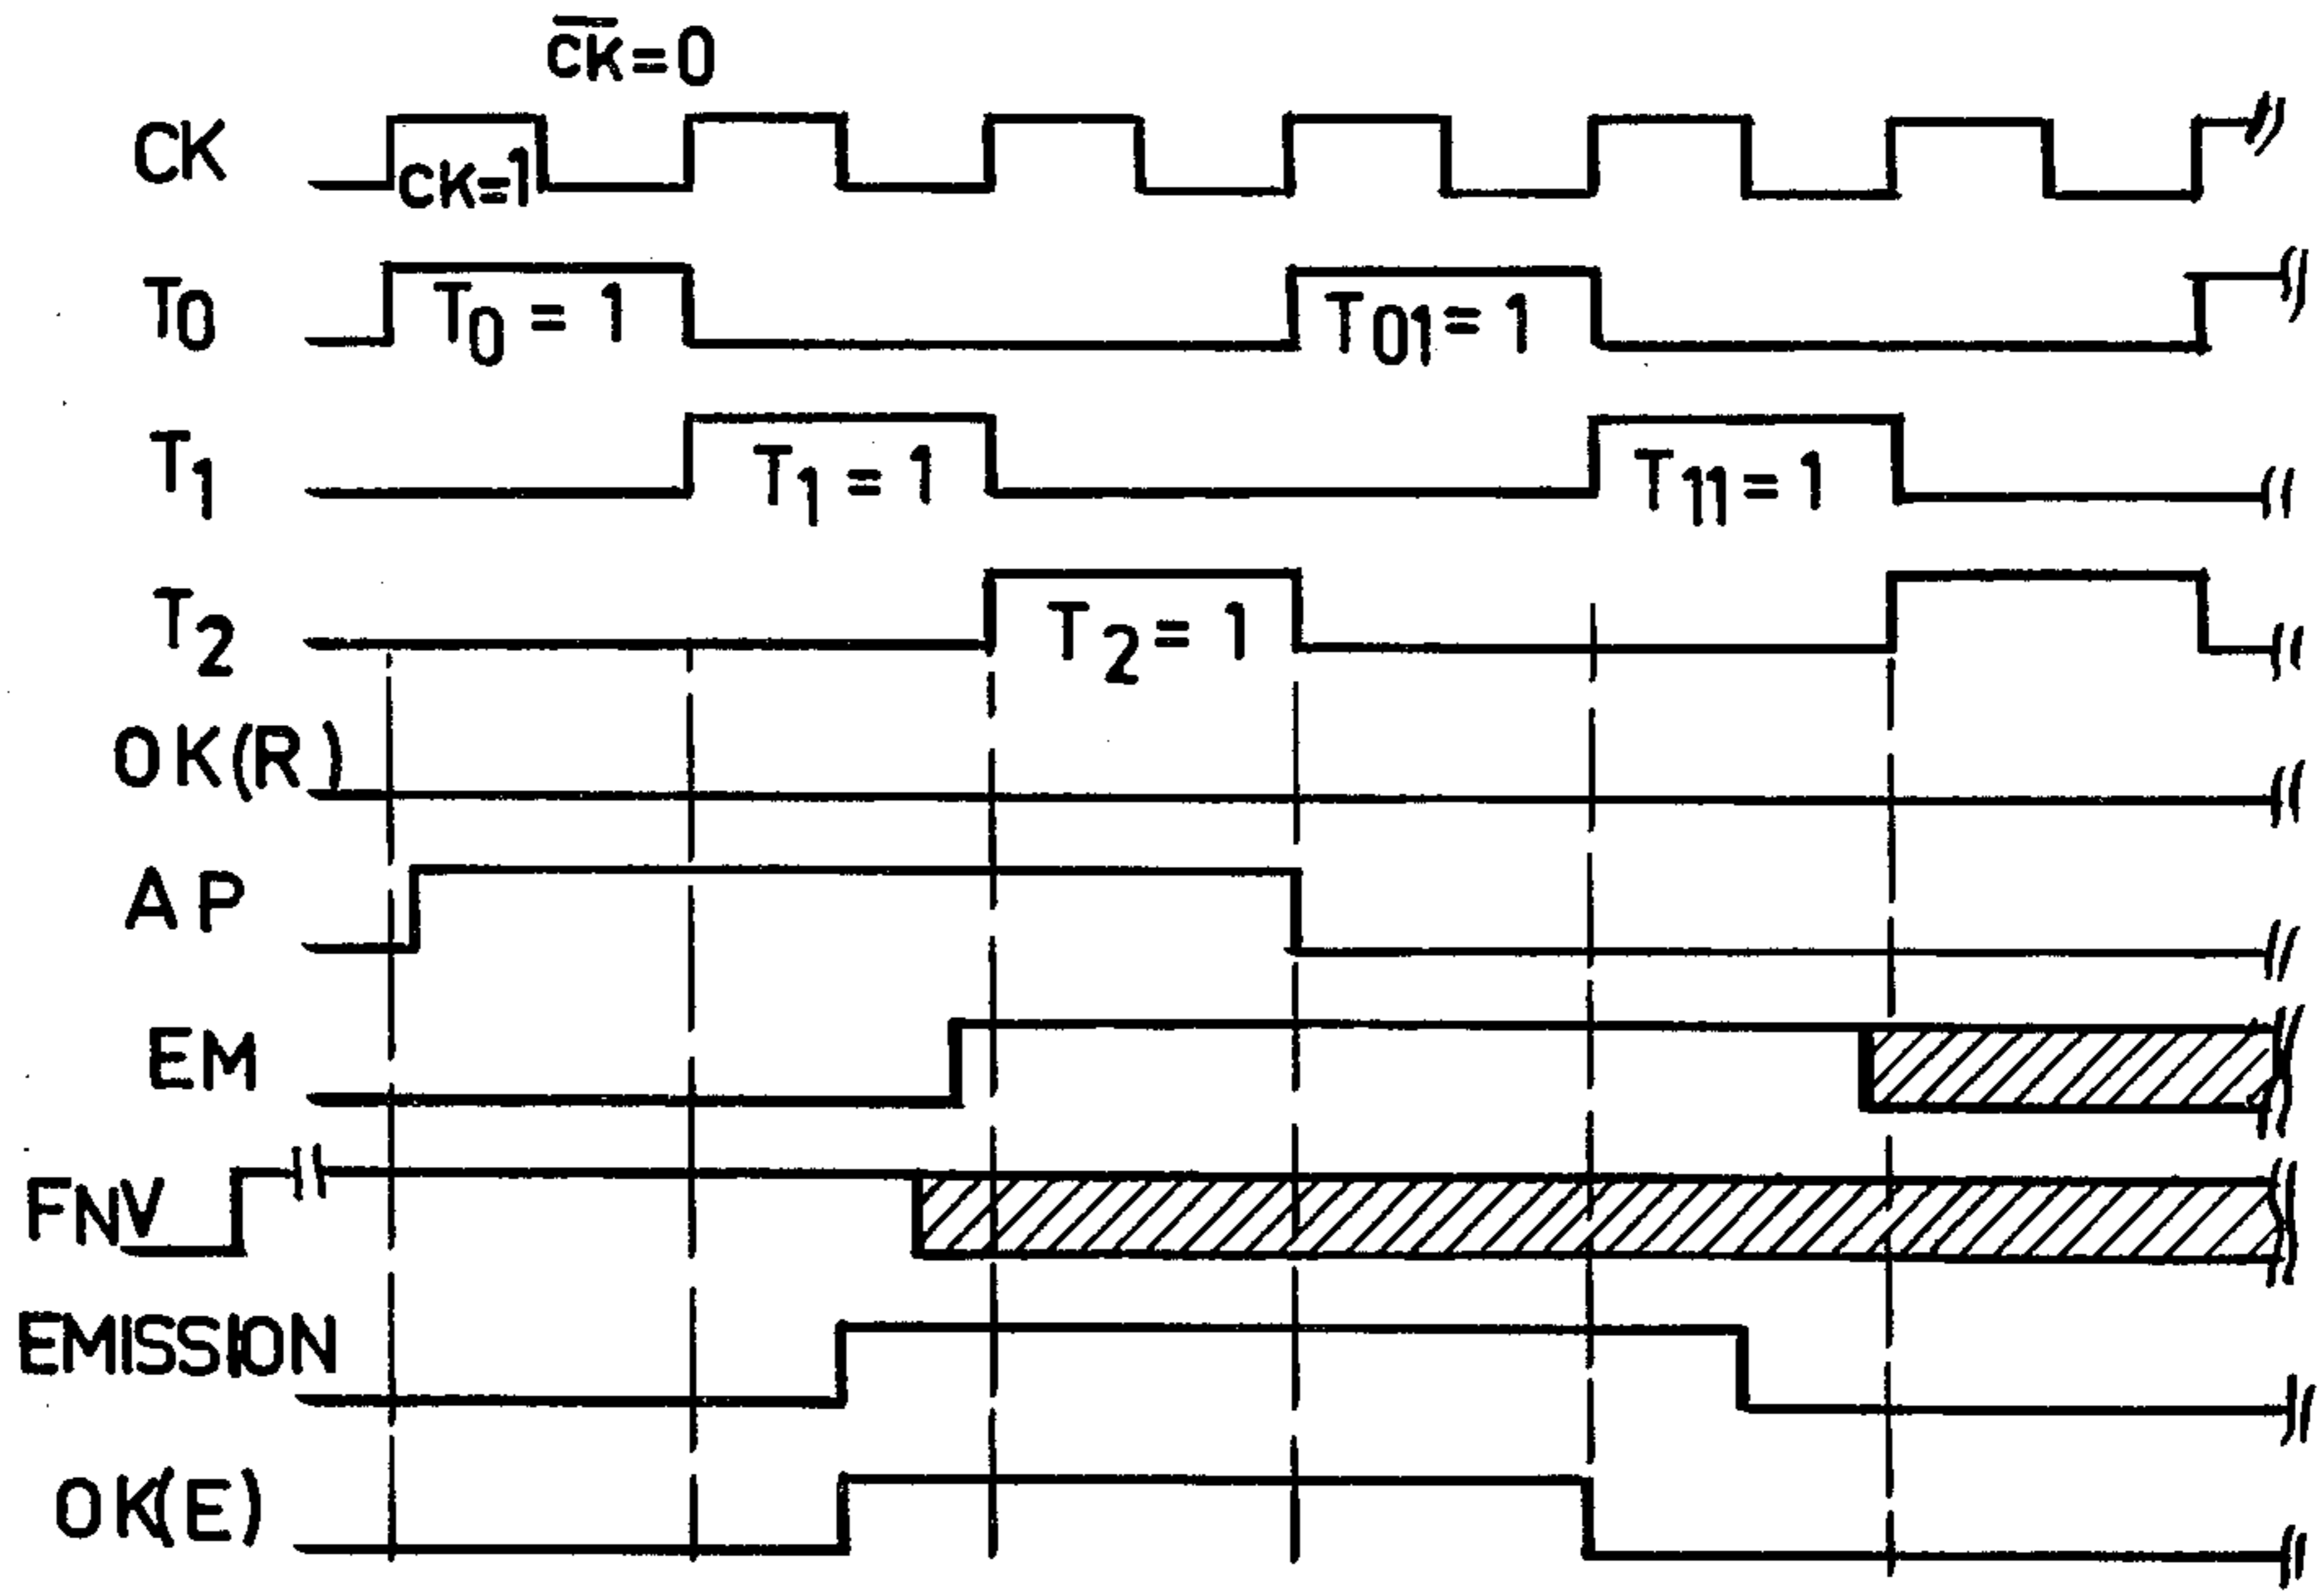 C̅K̅=0
CK
CK=1
T0
T0 = 1
T01= 1
T1
T1 = 1
T11= 1
T2
T2= 1
OK(R)
AP
EM
FNV
EMISSION
OK(E)